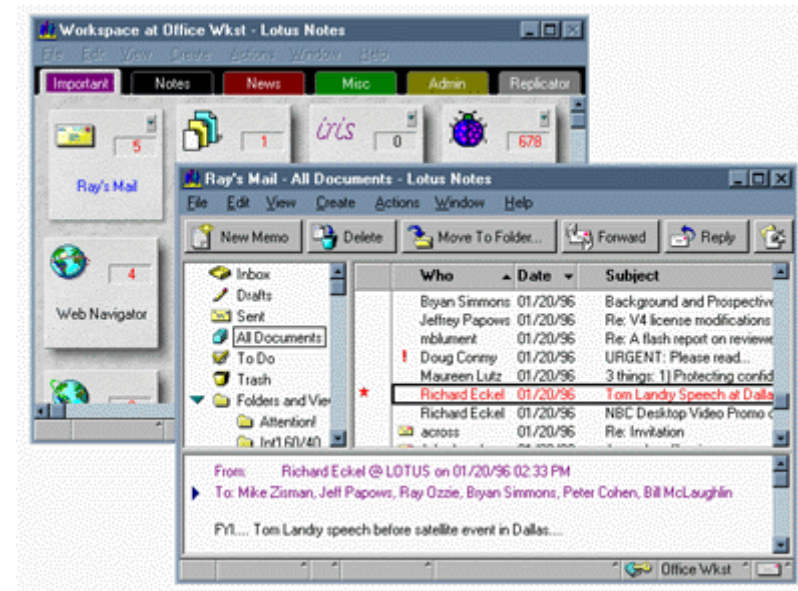 Workspace at Office Wkst - Lotus Notes
File Edit View Create Actions Window Help
Important Notes News Misc Admin Replicator
5 1 iris 0 678
Ray's Mail
4
Web Navigator
Ray's Mail - All Documents - Lotus Notes
File Edit View Create Actions Window Help
New Memo Delete Move To Folder... Forward Reply
Inbox
Drafts
Sent
All Documents
To Do
Trash
Folders and Vie
Attention!
Int'l 60/40
Who Date Subject
Bryan Simmons 01/20/96 Background and Prospective
Jeffrey Papows 01/20/96 Re: V4 license modifications
mblument 01/20/96 Re: A flash report on reviewe
! Doug Conmy 01/20/96 URGENT: Please read...
Maureen Lutz 01/20/96 3 things: 1) Protecting confid
Richard Eckel 01/20/96 Tom Landry Speech at Dalla
Richard Eckel 01/20/96 NBC Desktop Video Promo c
across 01/20/96 Re: Invitation
From: Richard Eckel @ LOTUS on 01/20/96 02:33 PM
To: Mike Zisman, Jeff Papows, Ray Ozzie, Bryan Simmons, Peter Cohen, Bill McLaughlin
FYI.... Tom Landry speech before satellite event in Dallas....
Office Wkst